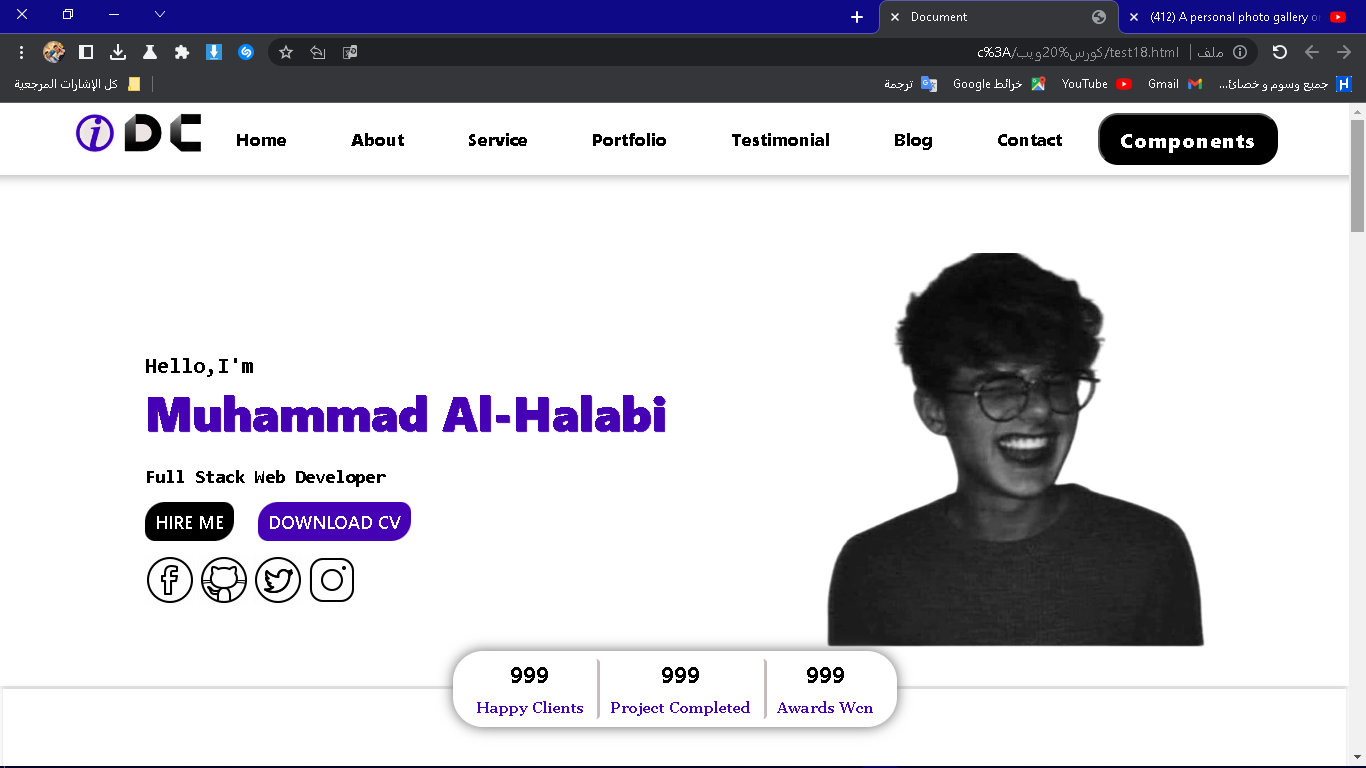 Document
(412) A personal photo gallery o
c%3A/كورس%20ويب/test18.html
ملف
كل الإشارات المرجعية
ترجمة
خرائط Google
YouTube
Gmail
جميع وسوم و خصائ...
H
i DC
Home
About
Service
Portfolio
Testimonial
Blog
Contact
Components
Hello,I'm
Muhammad Al-Halabi
Full Stack Web Developer
HIRE ME
DOWNLOAD CV
999
999
999
Happy Clients
Project Completed
Awards Wcn